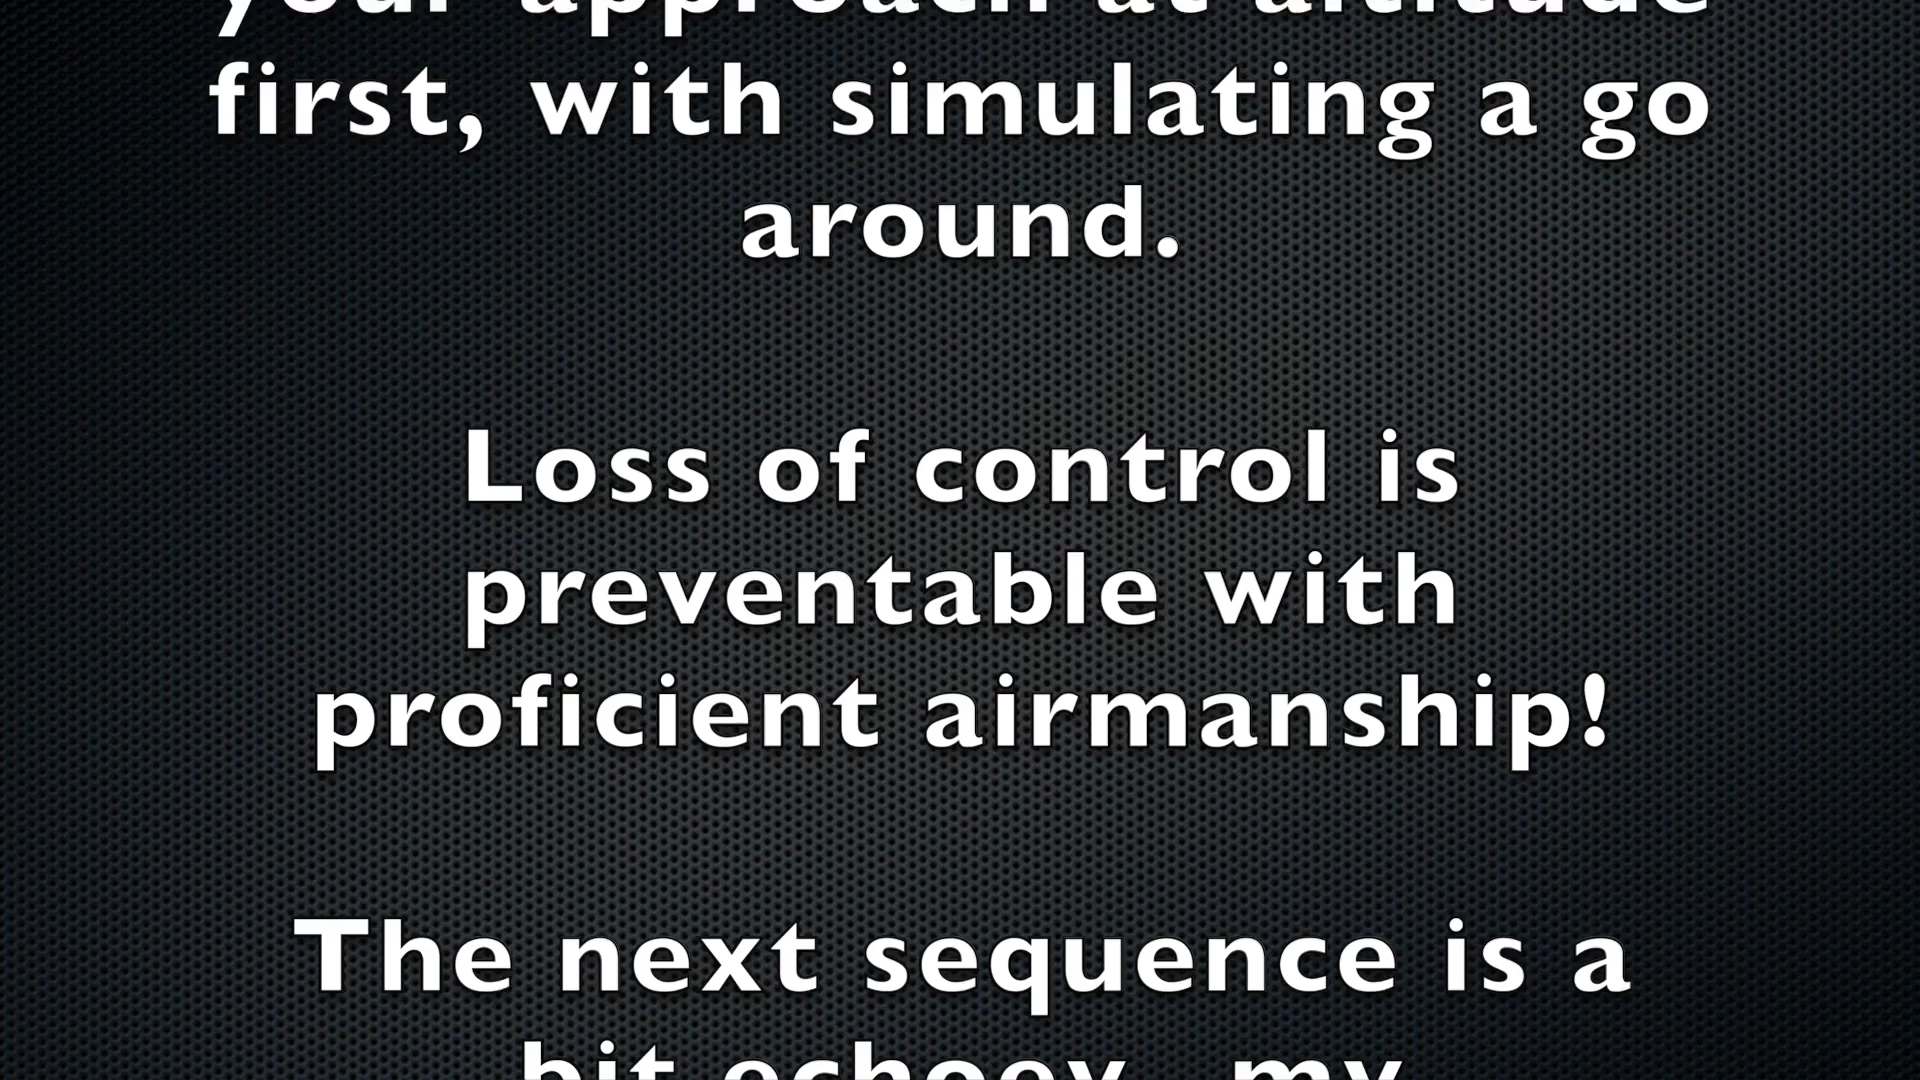 your approach at altitude
first, with simulating a go
around.
Loss of control is
preventable with
proficient airmanship!
The next sequence is a
bit echoey, my